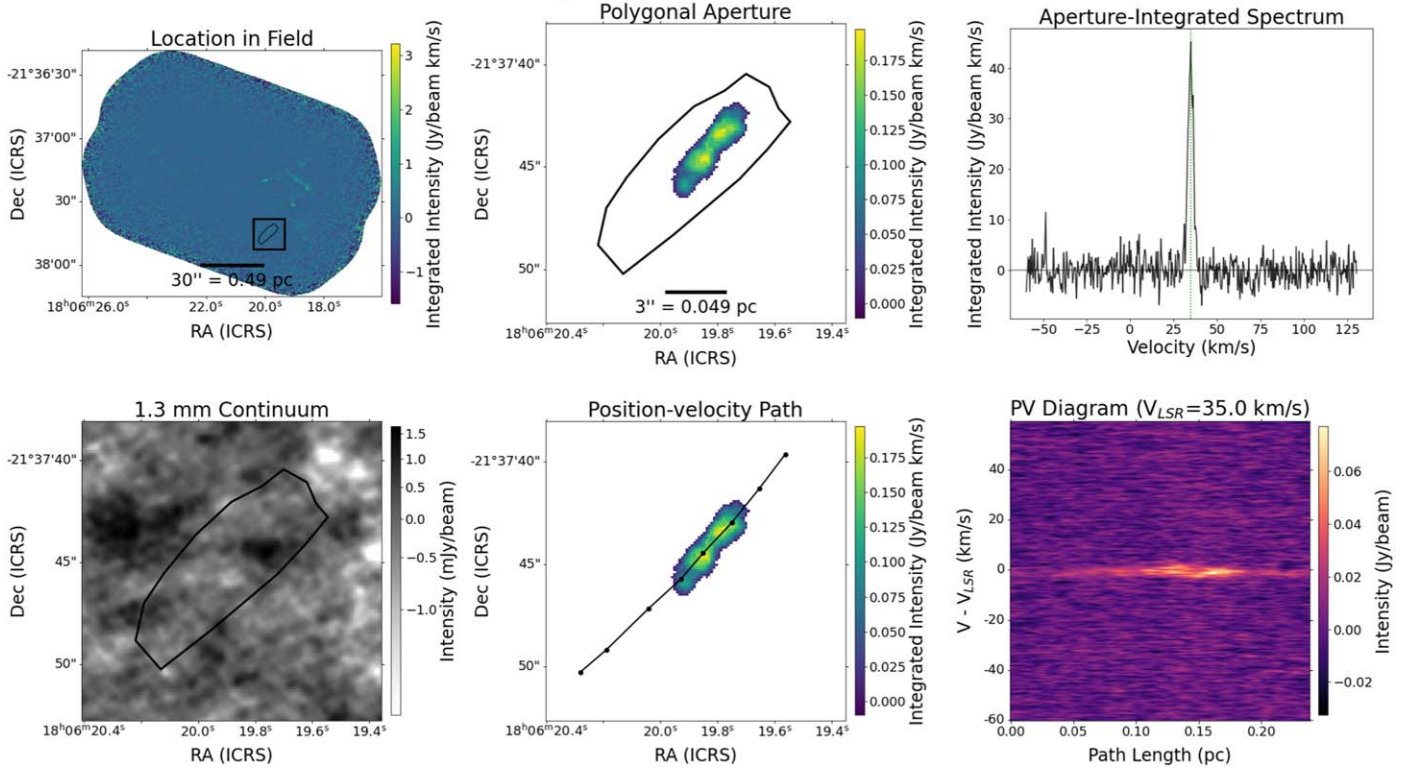 Location in Field
Dec (ICRS)
-21°36'30"
37'00"
30"
38'00"
30'' = 0.49 pc
18ʰ06ᵐ26.0ˢ
22.0ˢ
20.0ˢ
18.0ˢ
RA (ICRS)
3
2
1
0
−1
Integrated Intensity (Jy/beam km/s)
Polygonal Aperture
Dec (ICRS)
-21°37'40"
45"
50"
3'' = 0.049 pc
18ʰ06ᵐ20.4ˢ
20.0ˢ
19.8ˢ
19.6ˢ
19.4ˢ
RA (ICRS)
0.175
0.150
0.125
0.100
0.075
0.050
0.025
0.000
Integrated Intensity (Jy/beam km/s)
Aperture-Integrated Spectrum
Integrated Intensity (Jy/beam km/s)
40
30
20
10
0
−50
−25
0
25
50
75
100
125
Velocity (km/s)
1.3 mm Continuum
Dec (ICRS)
-21°37'40"
45"
50"
18ʰ06ᵐ20.4ˢ
20.0ˢ
19.8ˢ
19.6ˢ
19.4ˢ
RA (ICRS)
1.5
1.0
0.5
0.0
−0.5
−1.0
Intensity (mJy/beam)
Position-velocity Path
Dec (ICRS)
-21°37'40"
45"
50"
18ʰ06ᵐ20.4ˢ
20.0ˢ
19.8ˢ
19.6ˢ
19.4ˢ
RA (ICRS)
0.175
0.150
0.125
0.100
0.075
0.050
0.025
0.000
Integrated Intensity (Jy/beam km/s)
PV Diagram (V_LSR=35.0 km/s)
V - V_LSR (km/s)
40
20
0
-20
-40
-60
0.00
0.05
0.10
0.15
0.20
Path Length (pc)
0.06
0.04
0.02
0.00
−0.02
Intensity (Jy/beam)